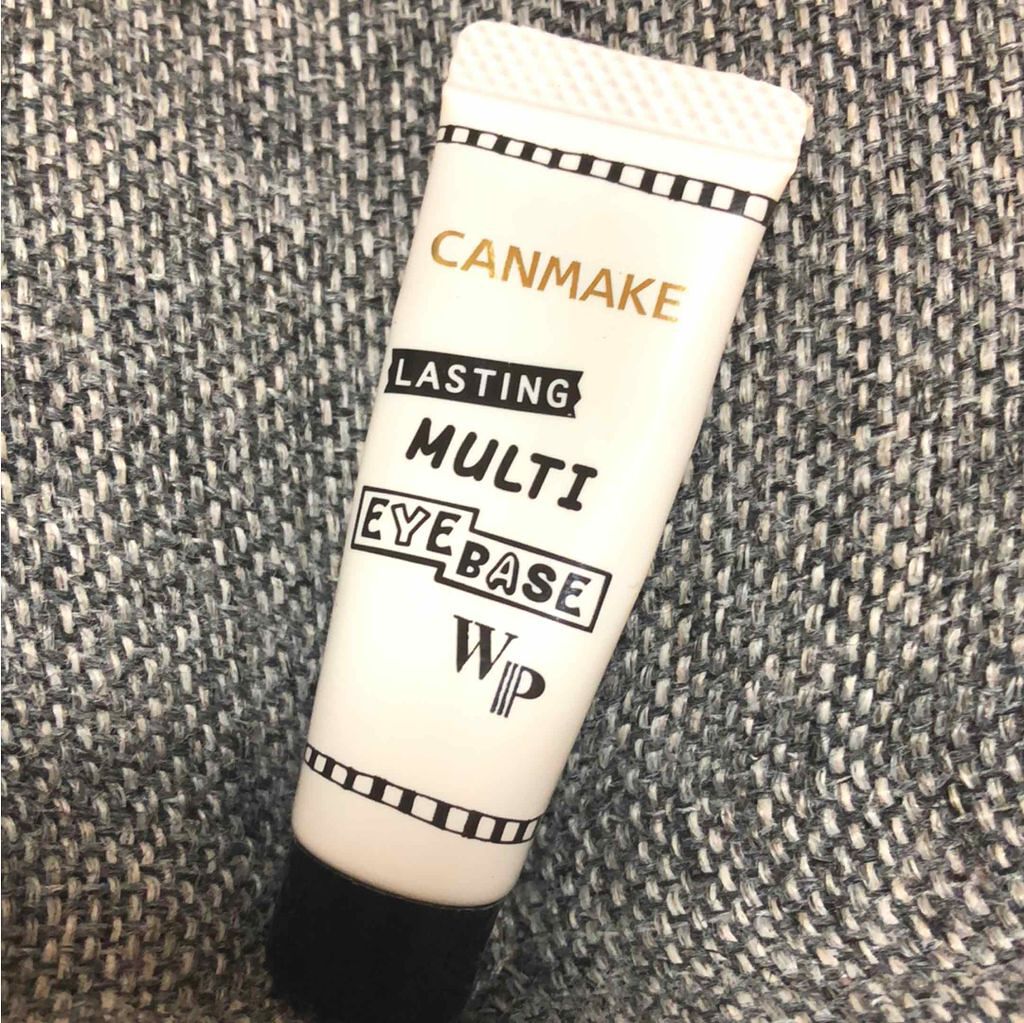 CANMAKE
LASTING
MULTI
EYE BASE
WP